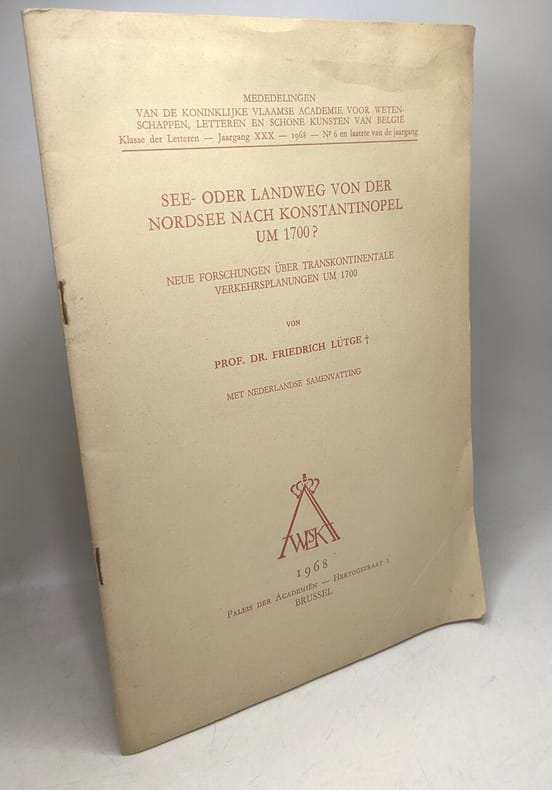 MEDEDELINGEN
VAN DE KONINKLIJKE VLAAMSE ACADEMIE VOOR WETEN-
SCHAPPEN, LETTEREN EN SCHONE KUNSTEN VAN BELGIË
Klasse der Letteren — Jaargang XXX — 1968 — Nr 6 en laatste van de jaargang
SEE- ODER LANDWEG VON DER
NORDSEE NACH KONSTANTINOPEL
UM 1700?
NEUE FORSCHUNGEN ÜBER TRANSKONTINENTALE
VERKEHRSPLANUNGEN UM 1700
VON
PROF. DR. FRIEDRICH LÜTGE †
MET NEDERLANDSE SAMENVATTING
1968
PALEIS DER ACADEMIËN — HERTOGSTRAAT 1
BRUSSEL